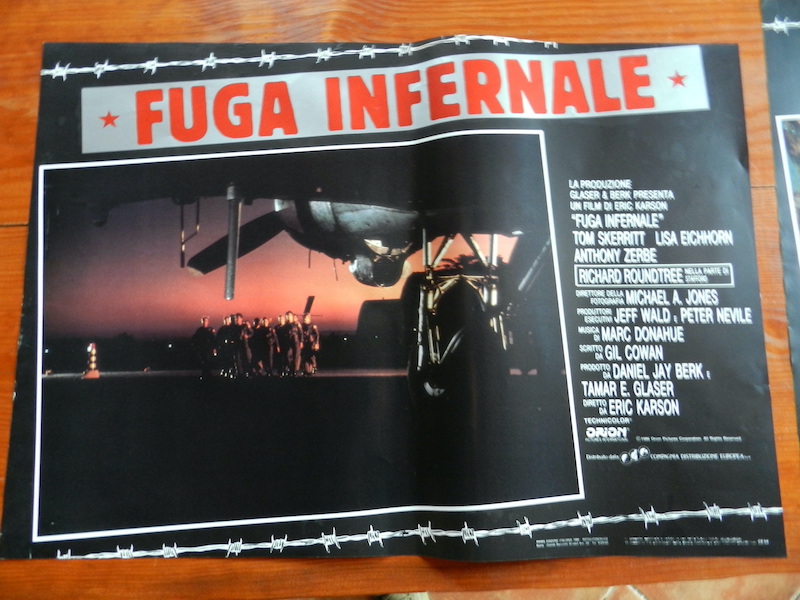 FUGA INFERNALE
LA PRODUZIONE
GLASER & BERK PRESENTA
UN FILM DI ERIC KARSON
"FUGA INFERNALE"
TOM SKERRITT LISA EICHHORN
ANTHONY ZERBE
RICHARD ROUNDTREE NELLA PARTE DI STAFFORD
DIRETTORE DELLA FOTOGRAFIA MICHAEL A. JONES
PRODUTTORI ESECUTIVI JEFF WALD E PETER NEVILE
MUSICA DI MARC DONAHUE
SCRITTO DA GIL COWAN
PRODOTTO DA DANIEL JAY BERK E
TAMAR E. GLASER
DIRETTO DA ERIC KARSON
TECHNICOLOR®
ORION
PICTURES INTERNATIONAL
Orion Pictures Corporation. All Rights Reserved.
Distribuito dalla CDE COMPAGNIA DISTRIBUZIONE EUROPEA